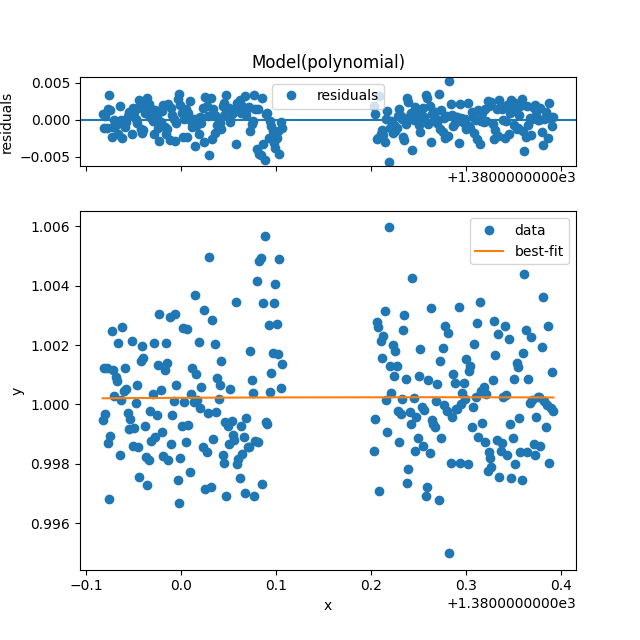 Model(polynomial)
residuals
0.005
0.000
−0.005
residuals
+1.3800000000e3
y
1.006
1.004
1.002
1.000
0.998
0.996
data
best-fit
−0.1 0.0 0.1 0.2 0.3 0.4
x
+1.3800000000e3